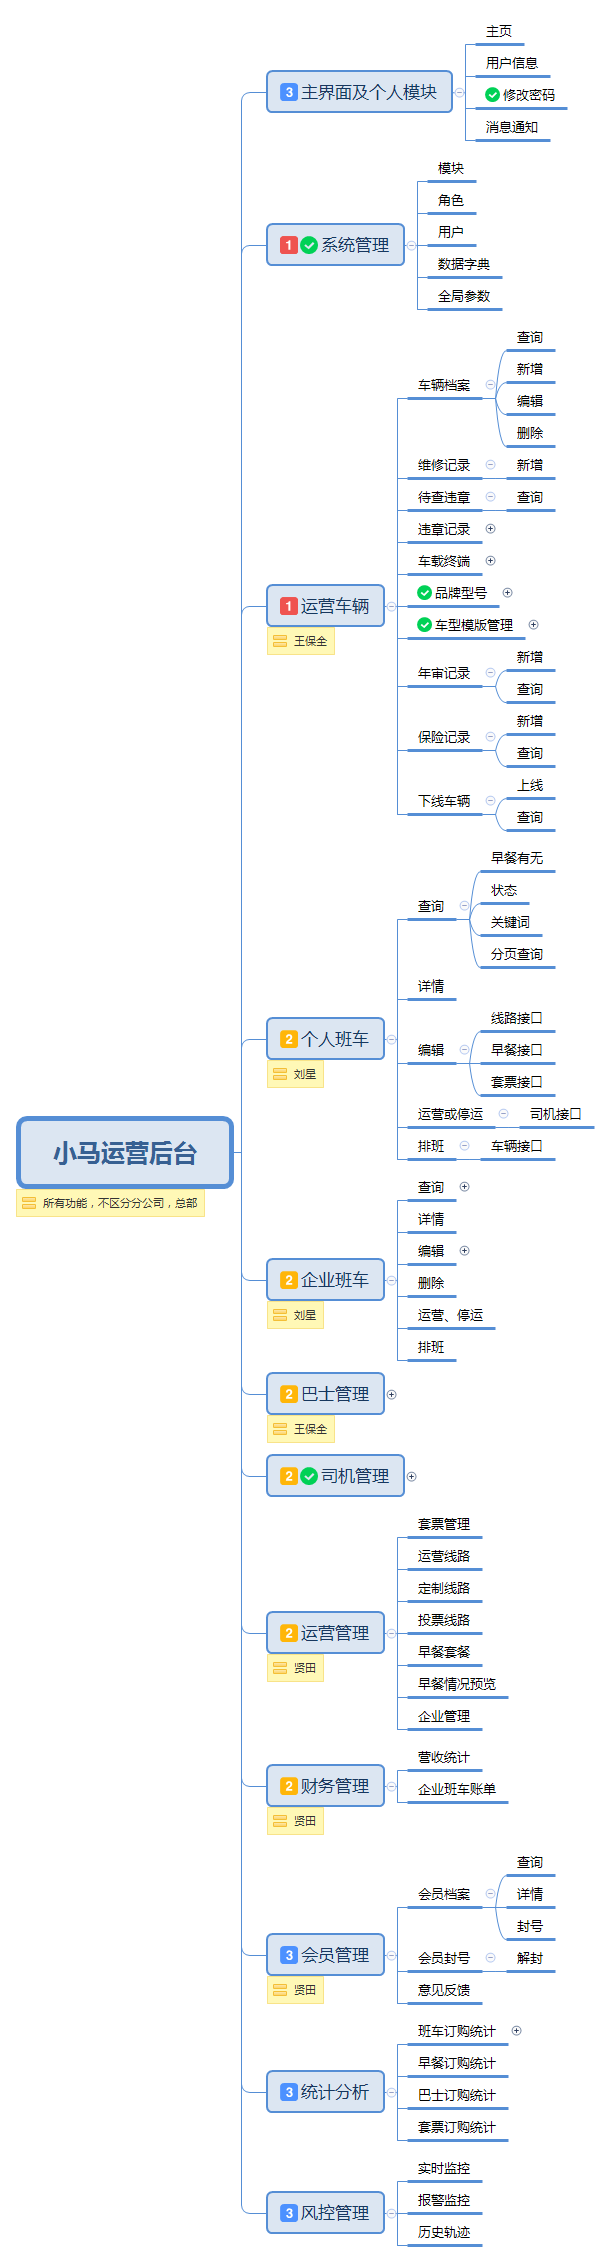 小马运营后台
所有功能，不区分分公司，总部
3 主界面及个人模块
主页
用户信息
修改密码
消息通知
1 系统管理
模块
角色
用户
数据字典
全局参数
1 运营车辆
王保全
车辆档案
查询
新增
编辑
删除
维修记录
新增
待查违章
查询
违章记录
车载终端
品牌型号
车型模版管理
年审记录
新增
查询
保险记录
新增
查询
下线车辆
上线
查询
2 个人班车
刘星
查询
早餐有无
状态
关键词
分页查询
详情
编辑
线路接口
早餐接口
套票接口
运营或停运
司机接口
排班
车辆接口
2 企业班车
刘星
查询
详情
编辑
删除
运营、停运
排班
2 巴士管理
王保全
2 司机管理
2 运营管理
贤田
套票管理
运营线路
定制线路
投票线路
早餐套餐
早餐情况预览
企业管理
2 财务管理
贤田
营收统计
企业班车账单
3 会员管理
贤田
会员档案
查询
详情
封号
会员封号
解封
意见反馈
3 统计分析
班车订购统计
早餐订购统计
巴士订购统计
套票订购统计
3 风控管理
实时监控
报警监控
历史轨迹